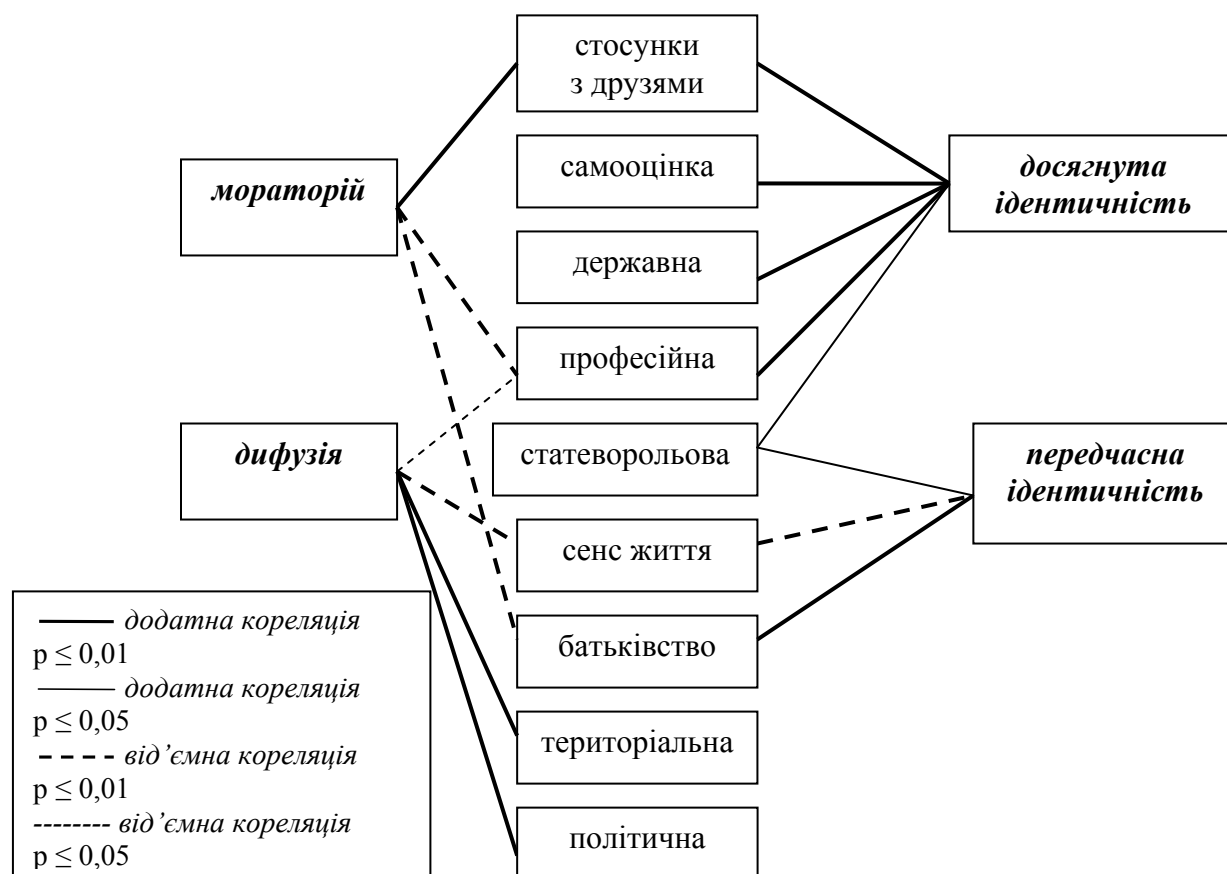 стосунки
з друзями
мораторій
самооцінка
досягнута
ідентичність
державна
професійна
дифузія
статеворольова
передчасна
ідентичність
сенс життя
батьківство
територіальна
політична
додатна кореляція
p ≤ 0,01
додатна кореляція
p ≤ 0,05
від’ємна кореляція
p ≤ 0,01
від’ємна кореляція
p ≤ 0,05